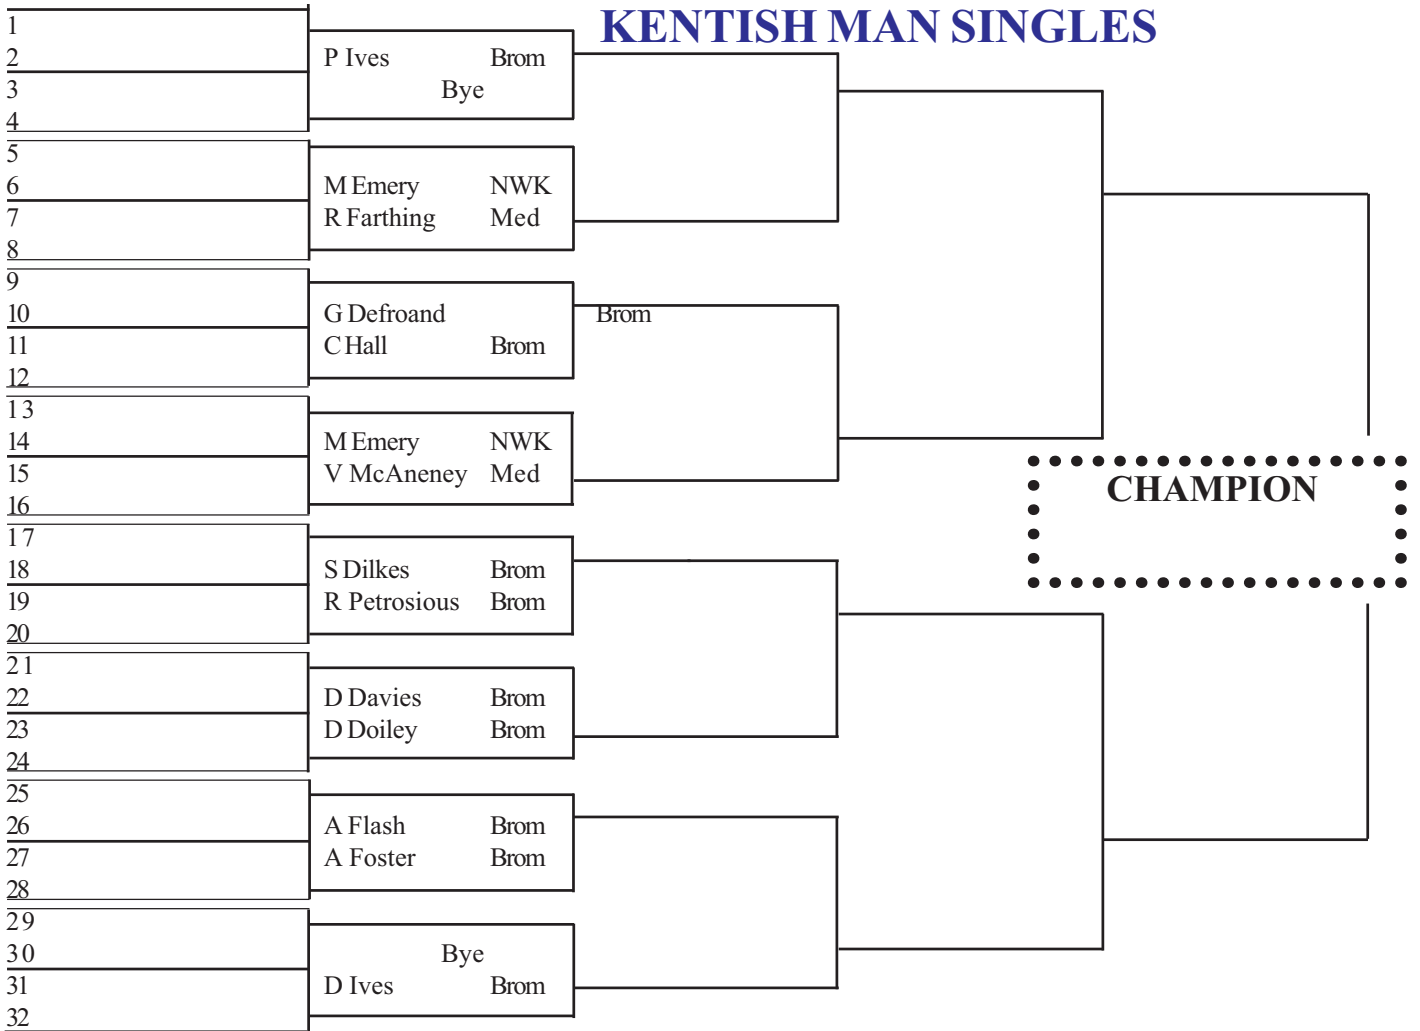 KENTISH MAN SINGLES
1
2 P Ives Brom
3 Bye
4
5
6 M Emery NWK
7 R Farthing Med
8
9
10 G Defroand Brom
11 C Hall Brom
12
13
14 M Emery NWK
15 V McAneney Med
16
CHAMPION
17
18 S Dilkes Brom
19 R Petrosious Brom
20
21
22 D Davies Brom
23 D Doiley Brom
24
25
26 A Flash Brom
27 A Foster Brom
28
29
30 Bye
31 D Ives Brom
32